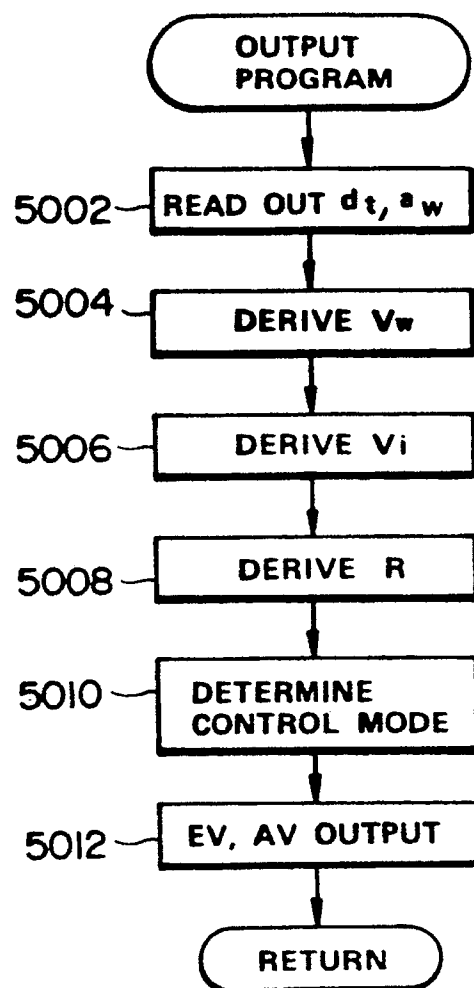 OUTPUT
PROGRAM
5002 READ OUT dt, aw
5004 DERIVE Vw
5006 DERIVE Vi
5008 DERIVE R
5010 DETERMINE
CONTROL MODE
5012 EV, AV OUTPUT
RETURN